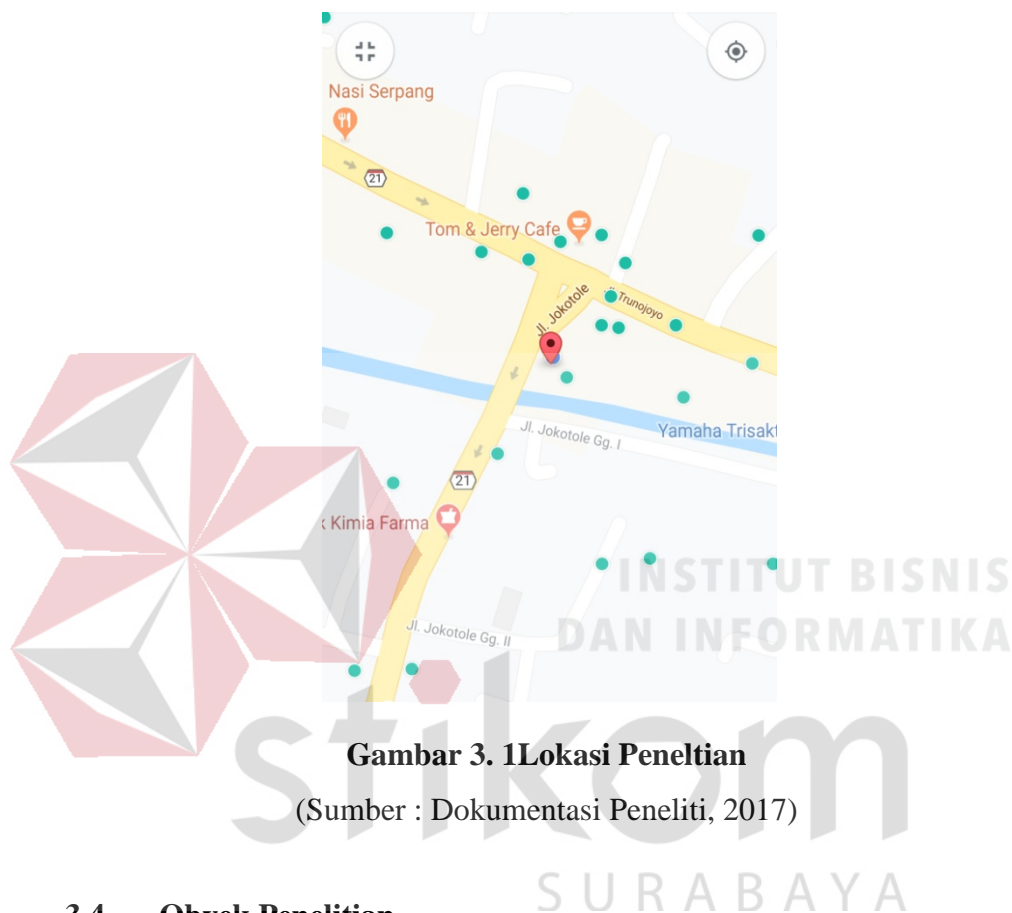 Nasi Serpang
21
Tom & Jerry Cafe
Jl. Jokotole
Trunojoyo
Jl. Jokotole Gg. I
Yamaha Trisakt
21
k Kimia Farma
INSTITUT BISNIS
DAN INFORMATIKA
Jl. Jokotole Gg. II
stikom
Gambar 3. 1Lokasi Peneltian
(Sumber : Dokumentasi Peneliti, 2017)
SURABAYA
3.4 Obyek Penelitian